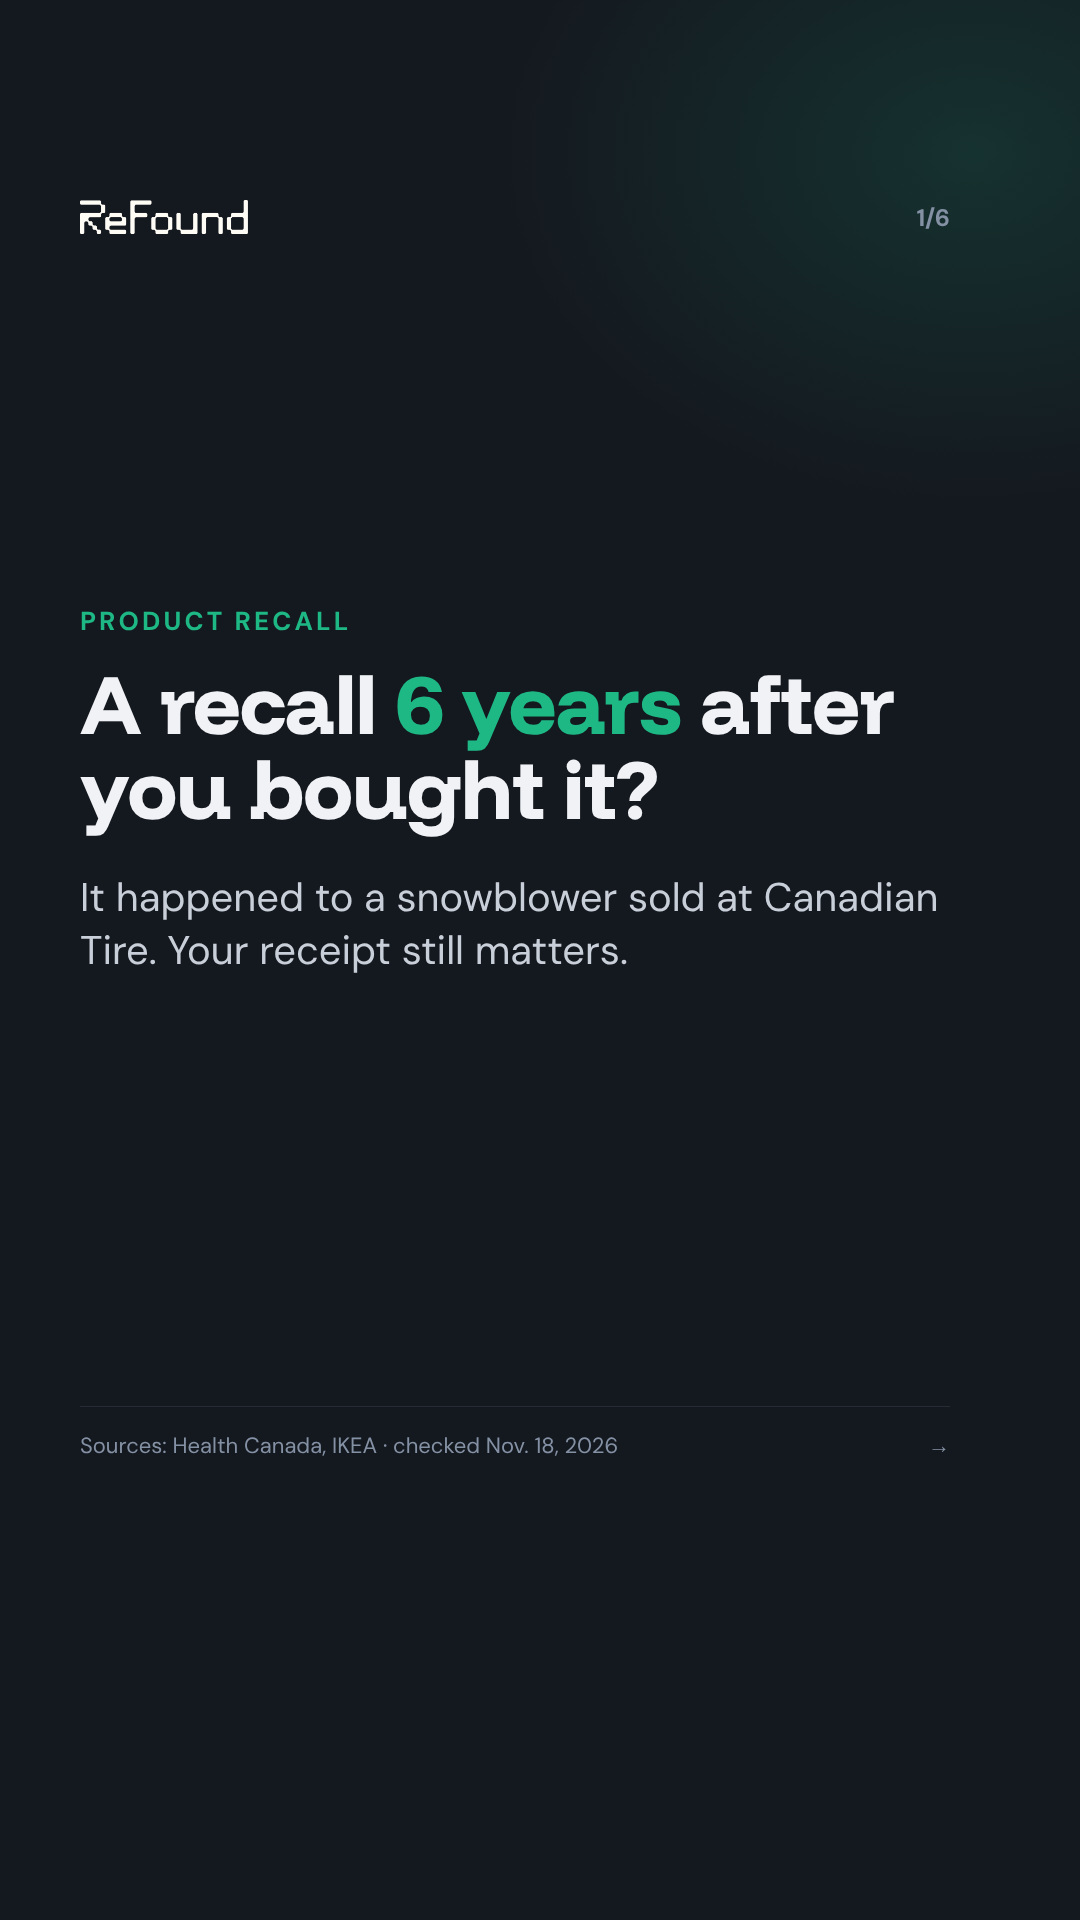 ReFound
1/6
PRODUCT RECALL
A recall 6 years after
you bought it?
It happened to a snowblower sold at Canadian
Tire. Your receipt still matters.
Sources: Health Canada, IKEA · checked Nov. 18, 2026 →